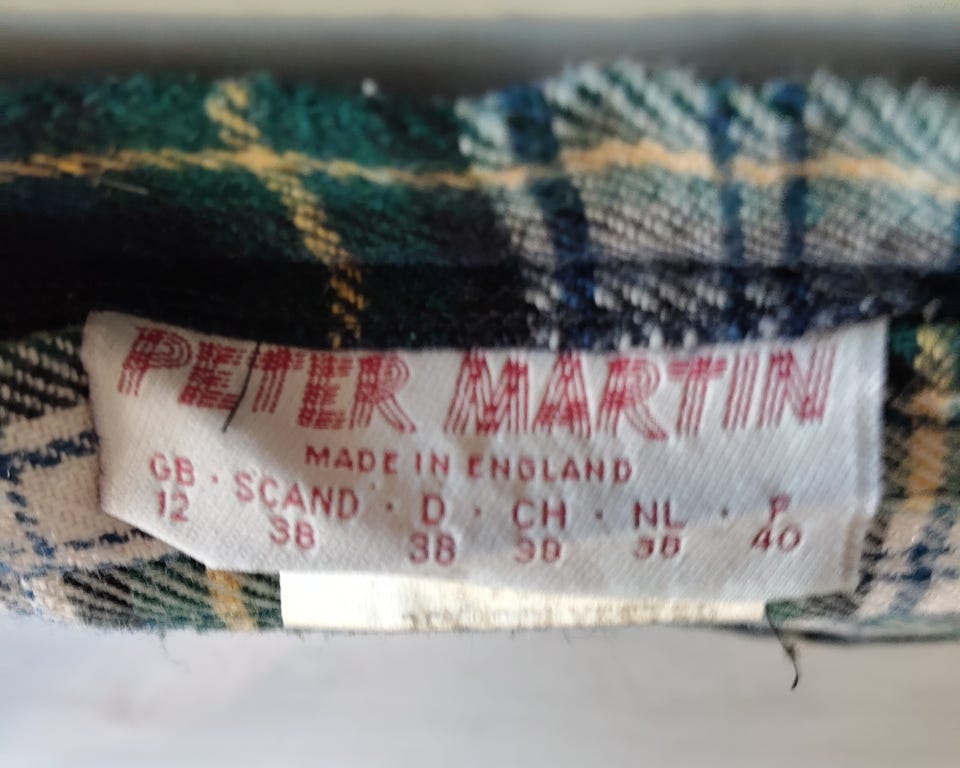 PETER MARTIN
MADE IN ENGLAND
GB · SCAND · D · CH · NL · F
12 38 38 38 38 40